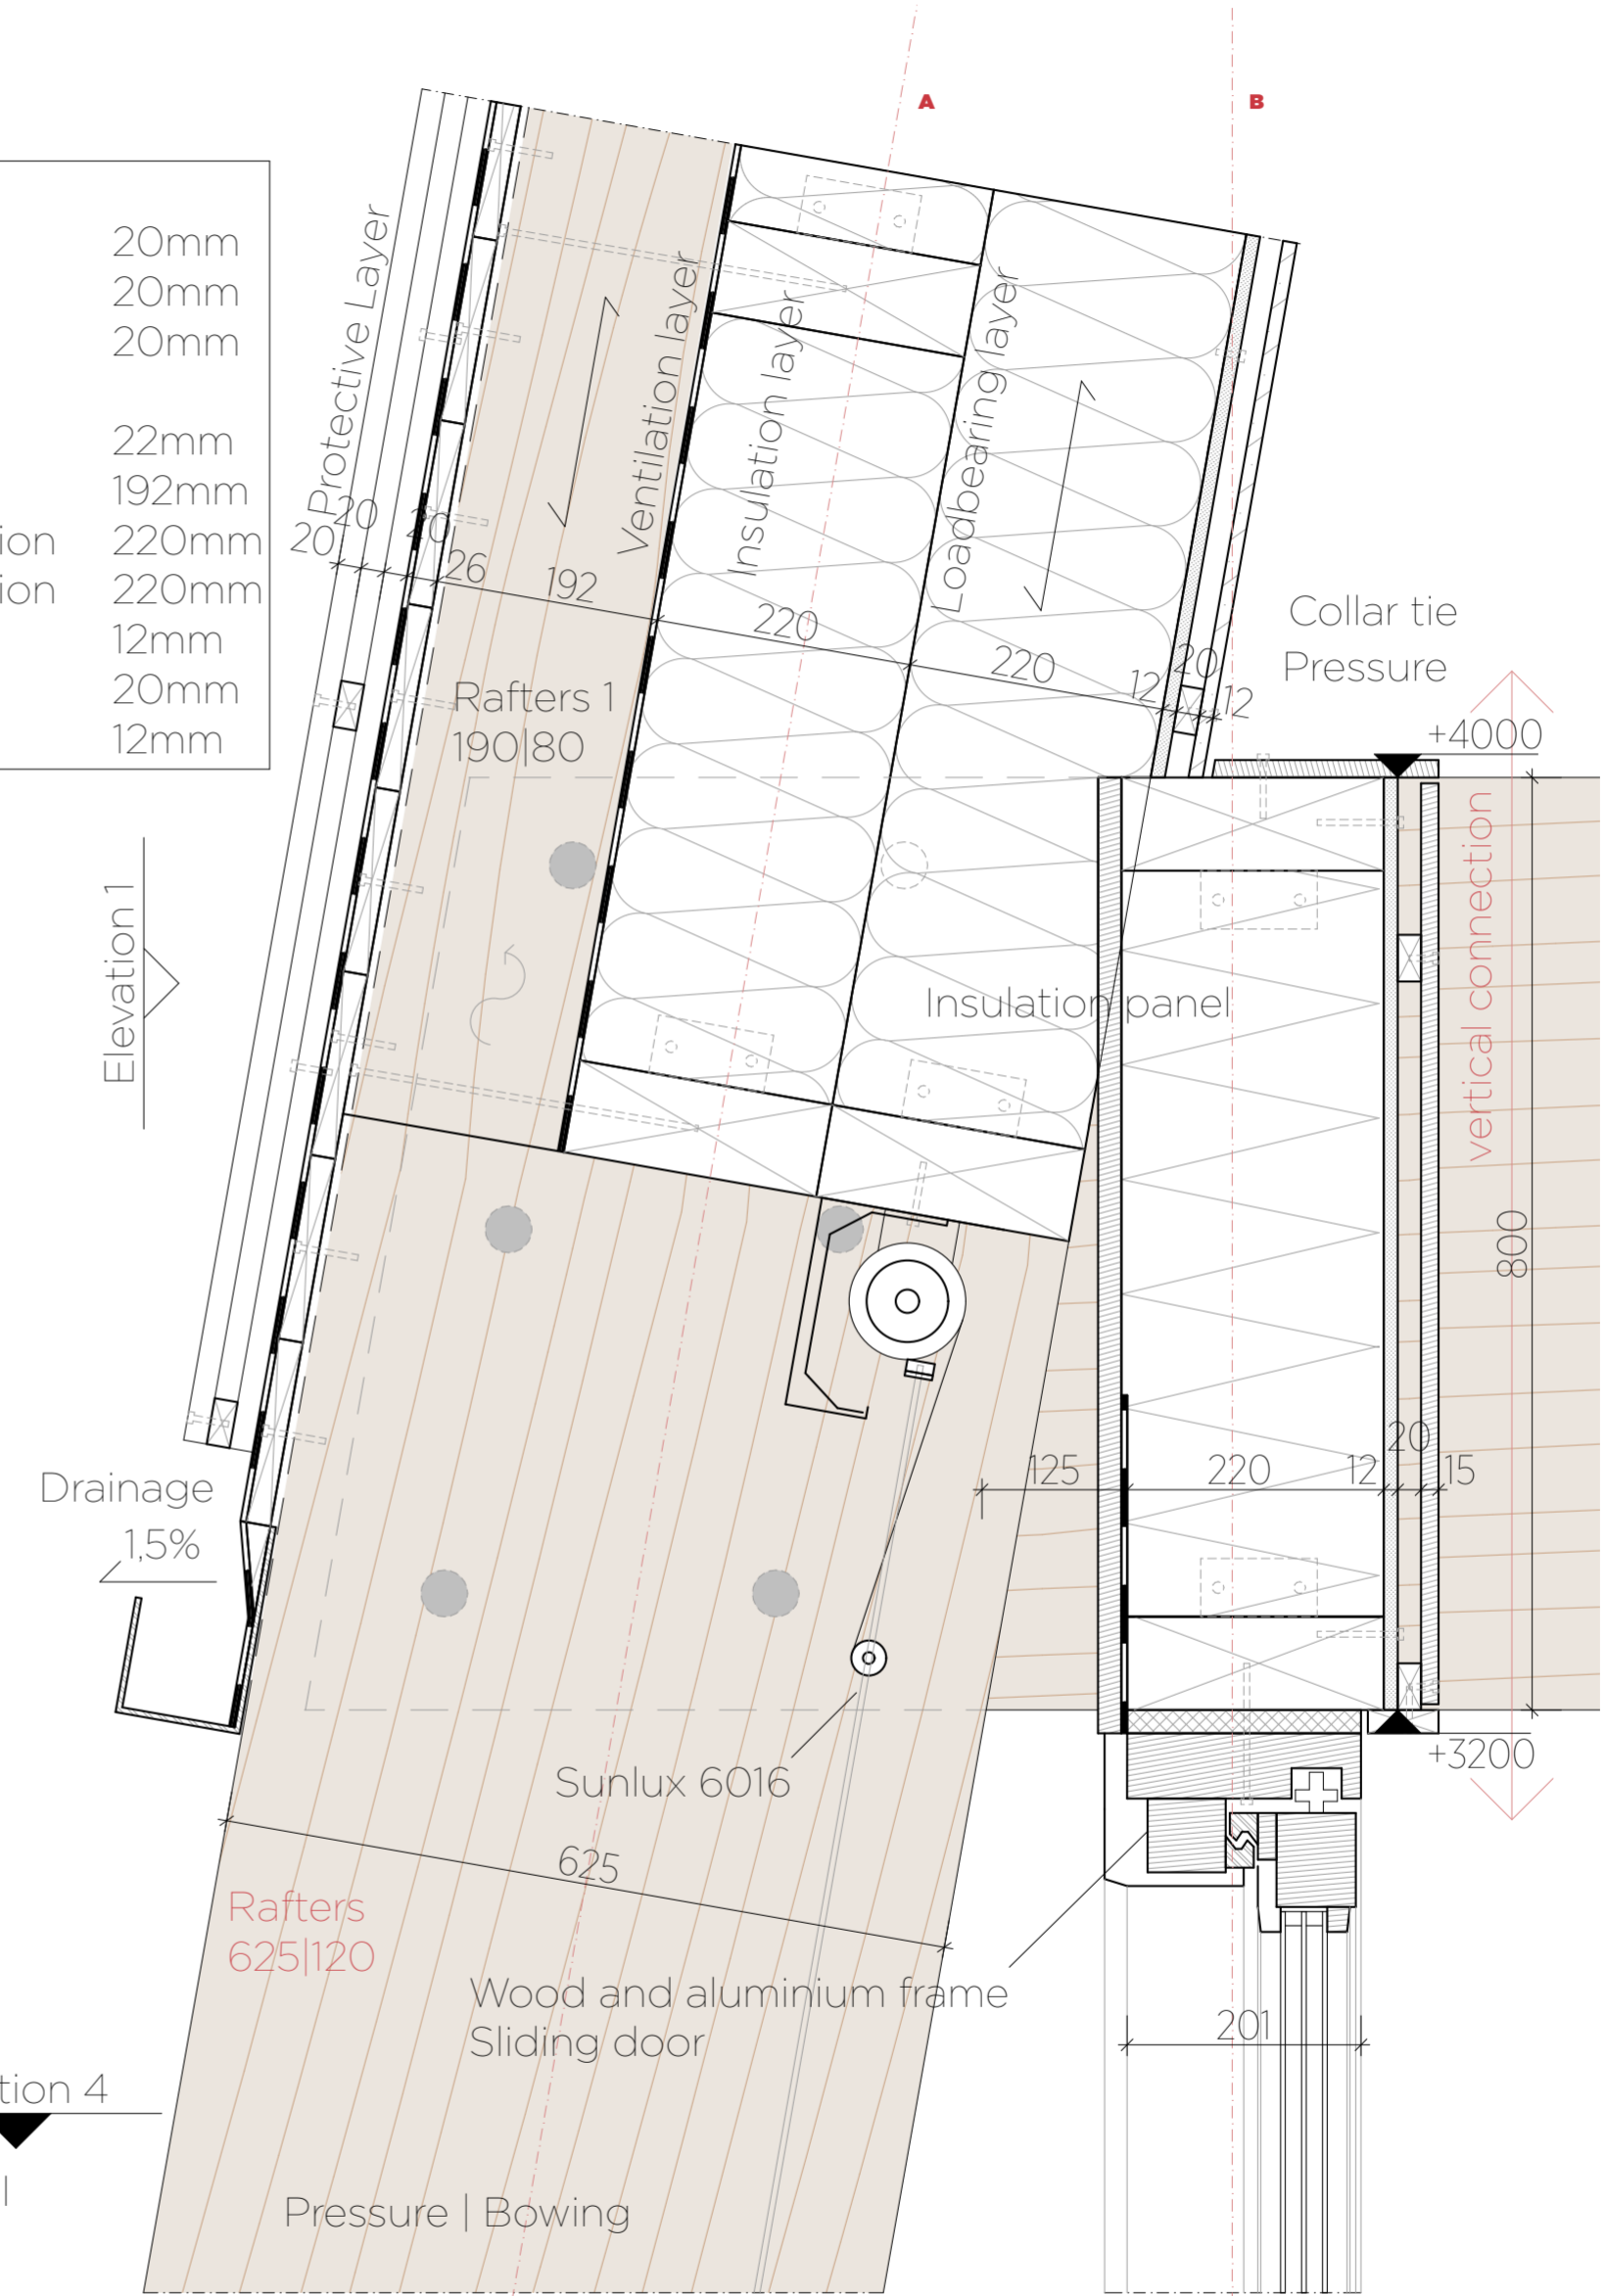 A
B
20mm
20mm
20mm
22mm
192mm
ion 220mm
ion 220mm
12mm
20mm
12mm
Protective Layer
Ventilation layer
Insulation layer
Loadbearing layer
20
20
20
26
192
220
220
12
20
12
Rafters 1
190|80
Collar tie
Pressure
+4000
Elevation 1
Insulation panel
vertical connection
800
125
220
12
20
15
Drainage
1,5%
+3200
Sunlux 6016
625
Rafters
625|120
Wood and aluminium frame
Sliding door
201
tion 4
l
Pressure | Bowing